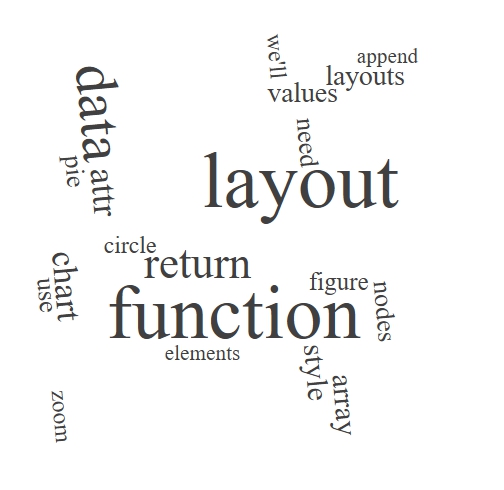 we'll
append
layouts
values
data
need
pie
attr
layout
circle
return
chart
use
figure
nodes
function
elements
style
array
zoom